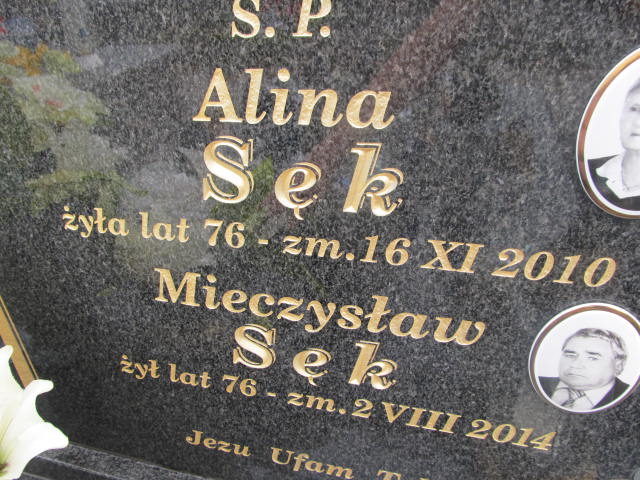 S. P.
Alina
Sęk
żyła lat 76 - zm. 16 XI 2010
Mieczysław
Sęk
żył lat 76 - zm. 2 VIII 2014
Jezu Ufam